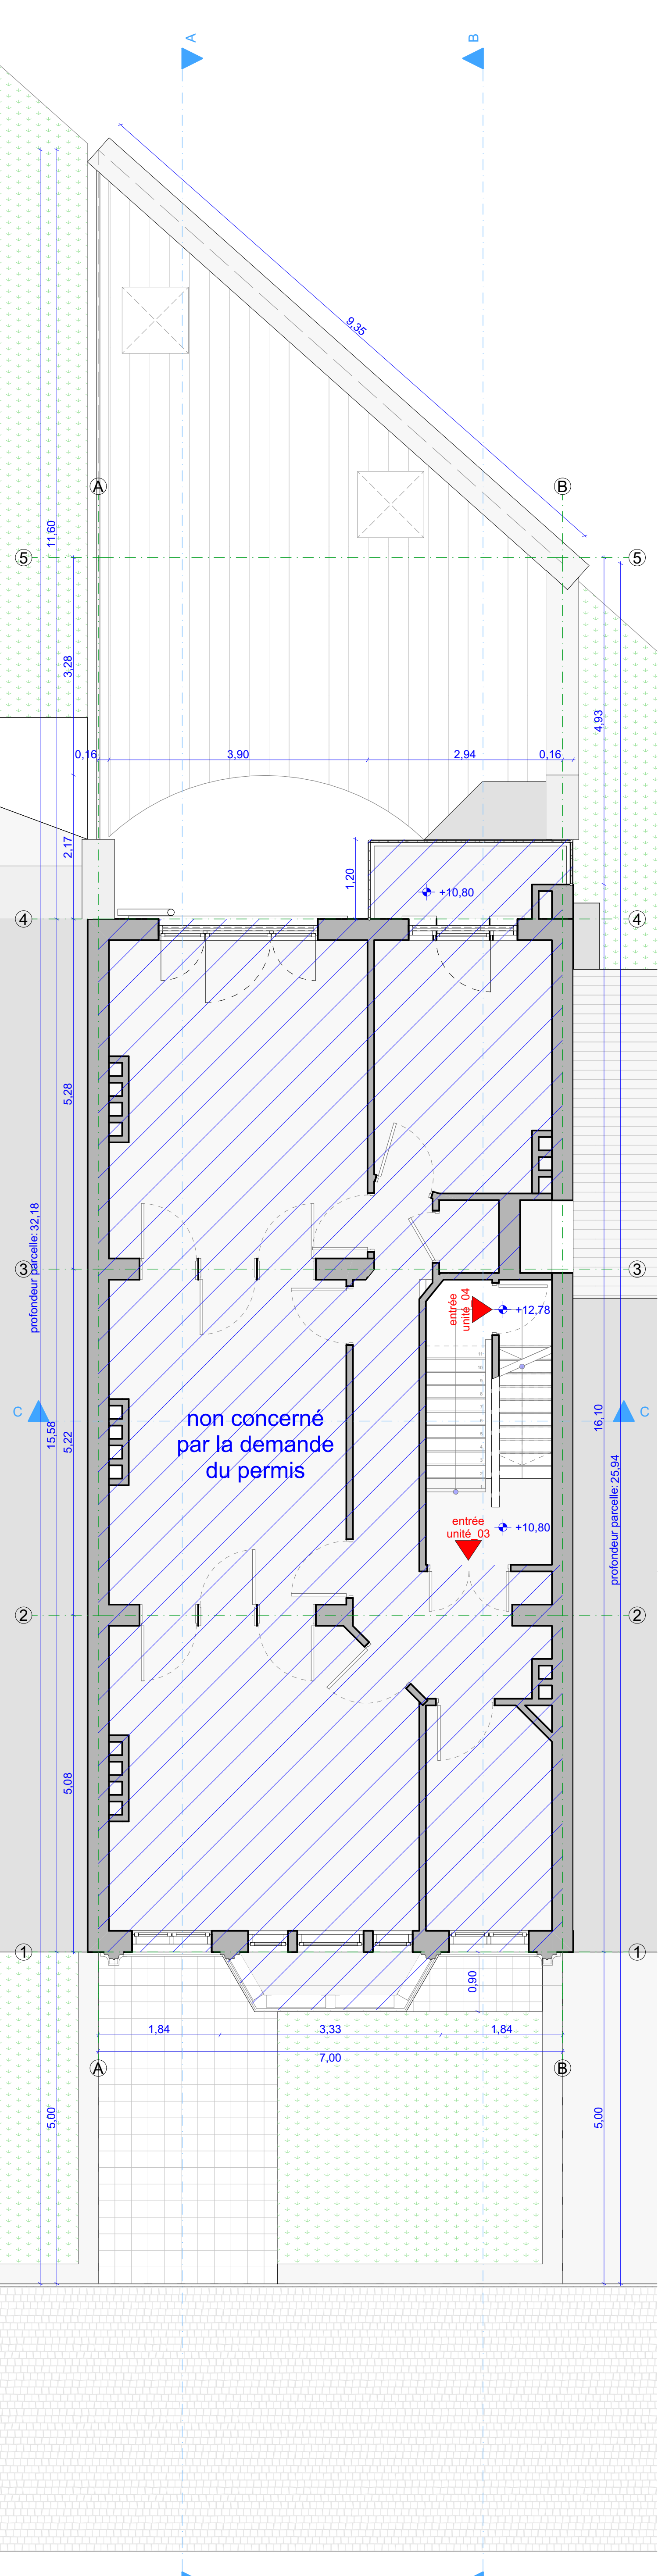 A
B
9,35
A
B
11,60
5
5
3,28
4,93
0,16
3,90
2,94
0,16
2,17
1,20
+10,80
4
4
5,28
profondeur parcelle: 32,18
3
3
entrée
unité_04
+12,78
C
C
non concerné
par la demande
du permis
15,58
5,22
16,10
profondeur parcelle: 25,94
entrée
unité_03
+10,80
2
2
5,08
1
1
0,90
1,84
3,33
1,84
7,00
A
B
5,00
5,00